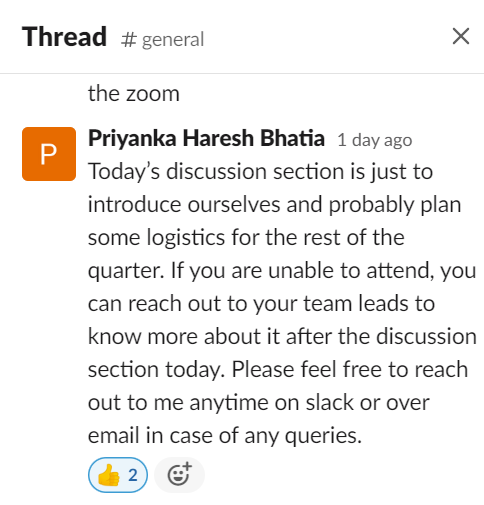 Thread # general
the zoom
P
Priyanka Haresh Bhatia 1 day ago
Today’s discussion section is just to
introduce ourselves and probably plan
some logistics for the rest of the
quarter. If you are unable to attend, you
can reach out to your team leads to
know more about it after the discussion
section today. Please feel free to reach
out to me anytime on slack or over
email in case of any queries.
👍 2